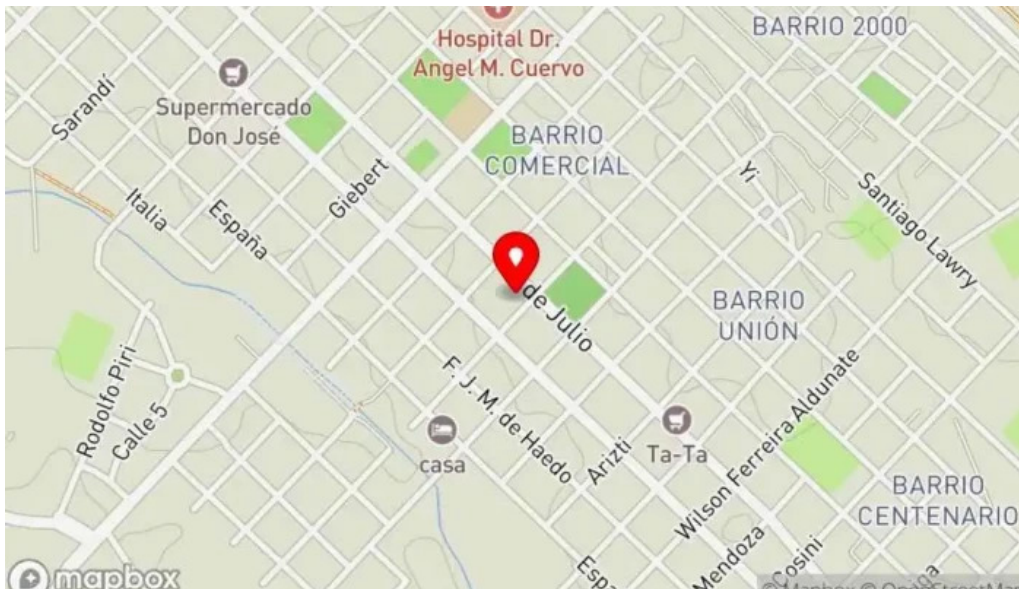 BARRIO 2000
Hospital Dr.
Angel M. Cuervo
Supermercado
Don José
Sarandí
BARRIO
COMERCIAL
Giebert
Yi
Santiago Lawry
Italia
España
de Julio
BARRIO
UNIÓN
Rodolfo Piri
Calle 5
F. J. M. de Haedo
casa
Arizti
Ta-Ta
Wilson Ferreira Aldunate
BARRIO
CENTENARIO
Mendoza
Cosini
mapbox
© Mapbox © OpenStreetMap